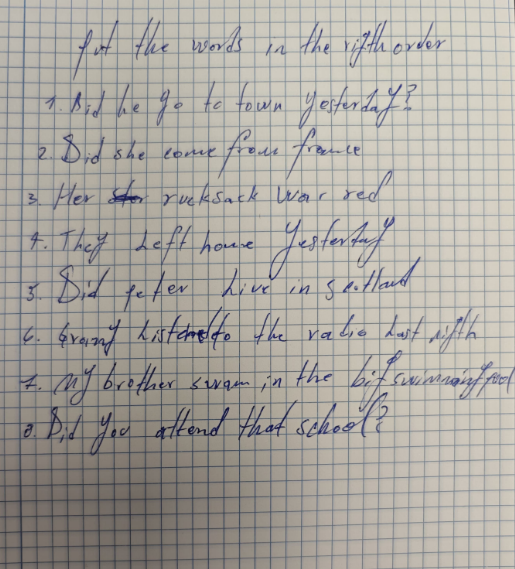 put the words in the rigth order
1. Did he go to town yesterday?
2. Did she come from france
3. Her rucksack was red
4. They Left home yesterday
5. Did peter Live in scotland
6. Granny Listened to the radio Last nigth
7. My brother swam in the big swimming pool
8. Did you attend that school?